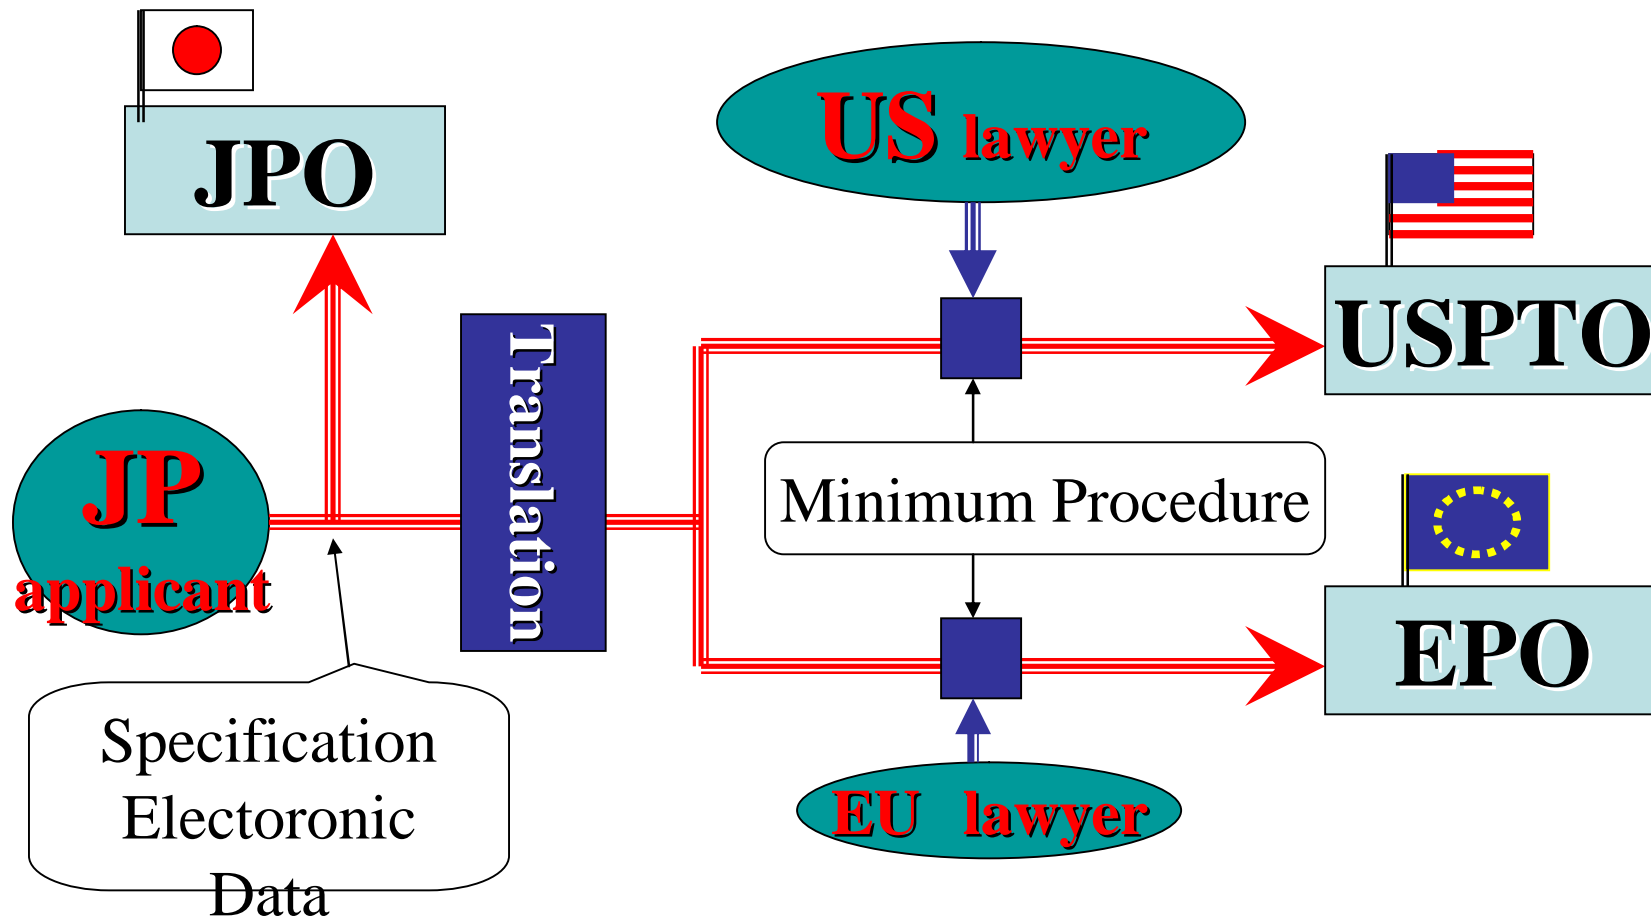 JPO
US lawyer
USPTO
Translation
JP
applicant
Minimum Procedure
EPO
Specification
Electoronic
Data
EU lawyer